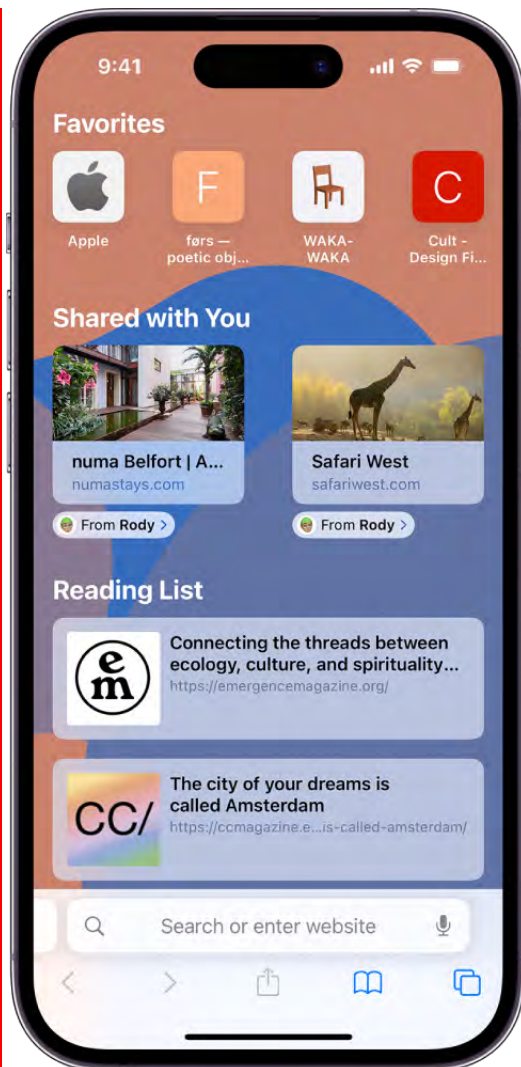 9:41
Favorites
F
C
Apple
førs —
poetic obj...
WAKA-
WAKA
Cult -
Design Fi...
Shared with You
numa Belfort | A...
numastays.com
Safari West
safariwest.com
From Rody >
From Rody >
Reading List
em
Connecting the threads between
ecology, culture, and spirituality...
https://emergencemagazine.org/
CC/
The city of your dreams is
called Amsterdam
https://ccmagazine.e...is-called-amsterdam/
Search or enter website